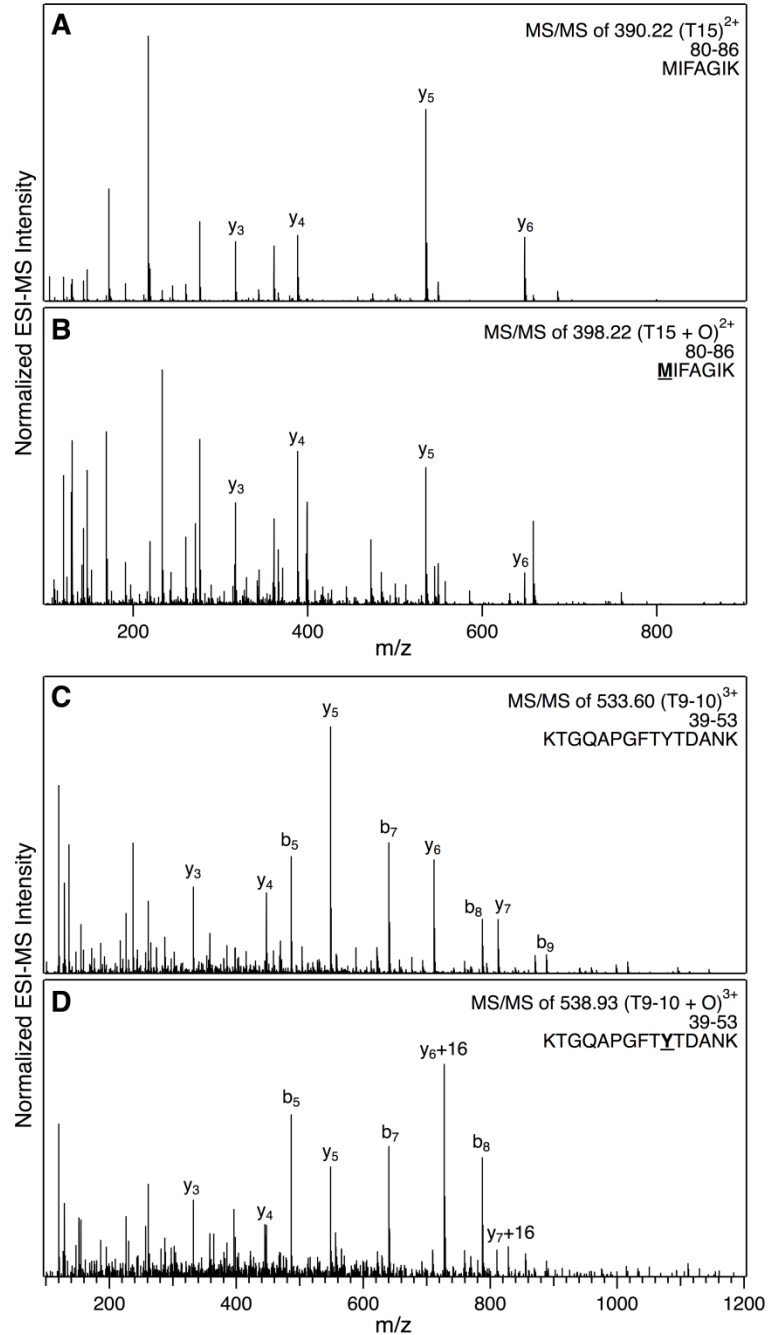 A
MS/MS of 390.22 (T15)²⁺
80-86
MIFAGIK
y₅
y₃
y₄
y₆
B
MS/MS of 398.22 (T15 + O)²⁺
80-86
MIFAGIK
y₃
y₄
y₅
y₆
200 400 600 800
m/z
Normalized ESI-MS Intensity
C
MS/MS of 533.60 (T9-10)³⁺
39-53
KTGQAPGFTYTDANK
y₃
y₄
b₅
y₅
b₇
y₆
b₈
y₇
b₉
D
MS/MS of 538.93 (T9-10 + O)³⁺
39-53
KTGQAPGFTYTDANK
y₃
y₄
b₅
y₅
b₇
y₆+16
b₈
y₇+16
200 400 600 800 1000 1200
m/z
Normalized ESI-MS Intensity